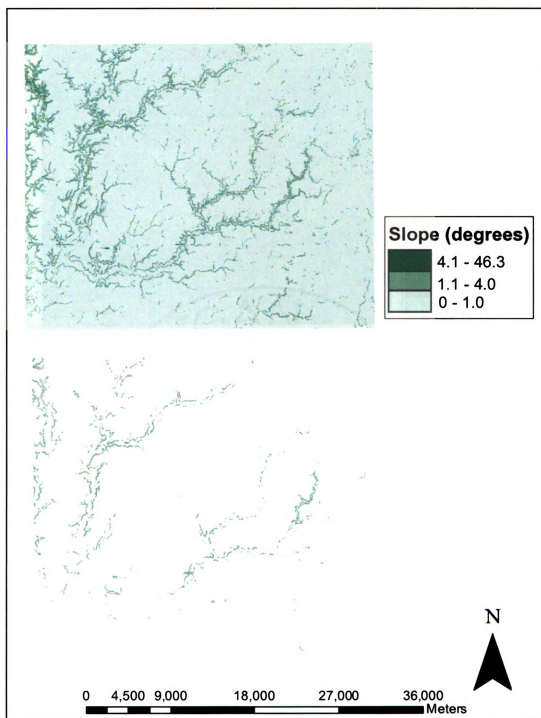 Slope (degrees)
4.1 - 46.3
1.1 - 4.0
0 - 1.0
N
0 4,500 9,000 18,000 27,000 36,000
Meters